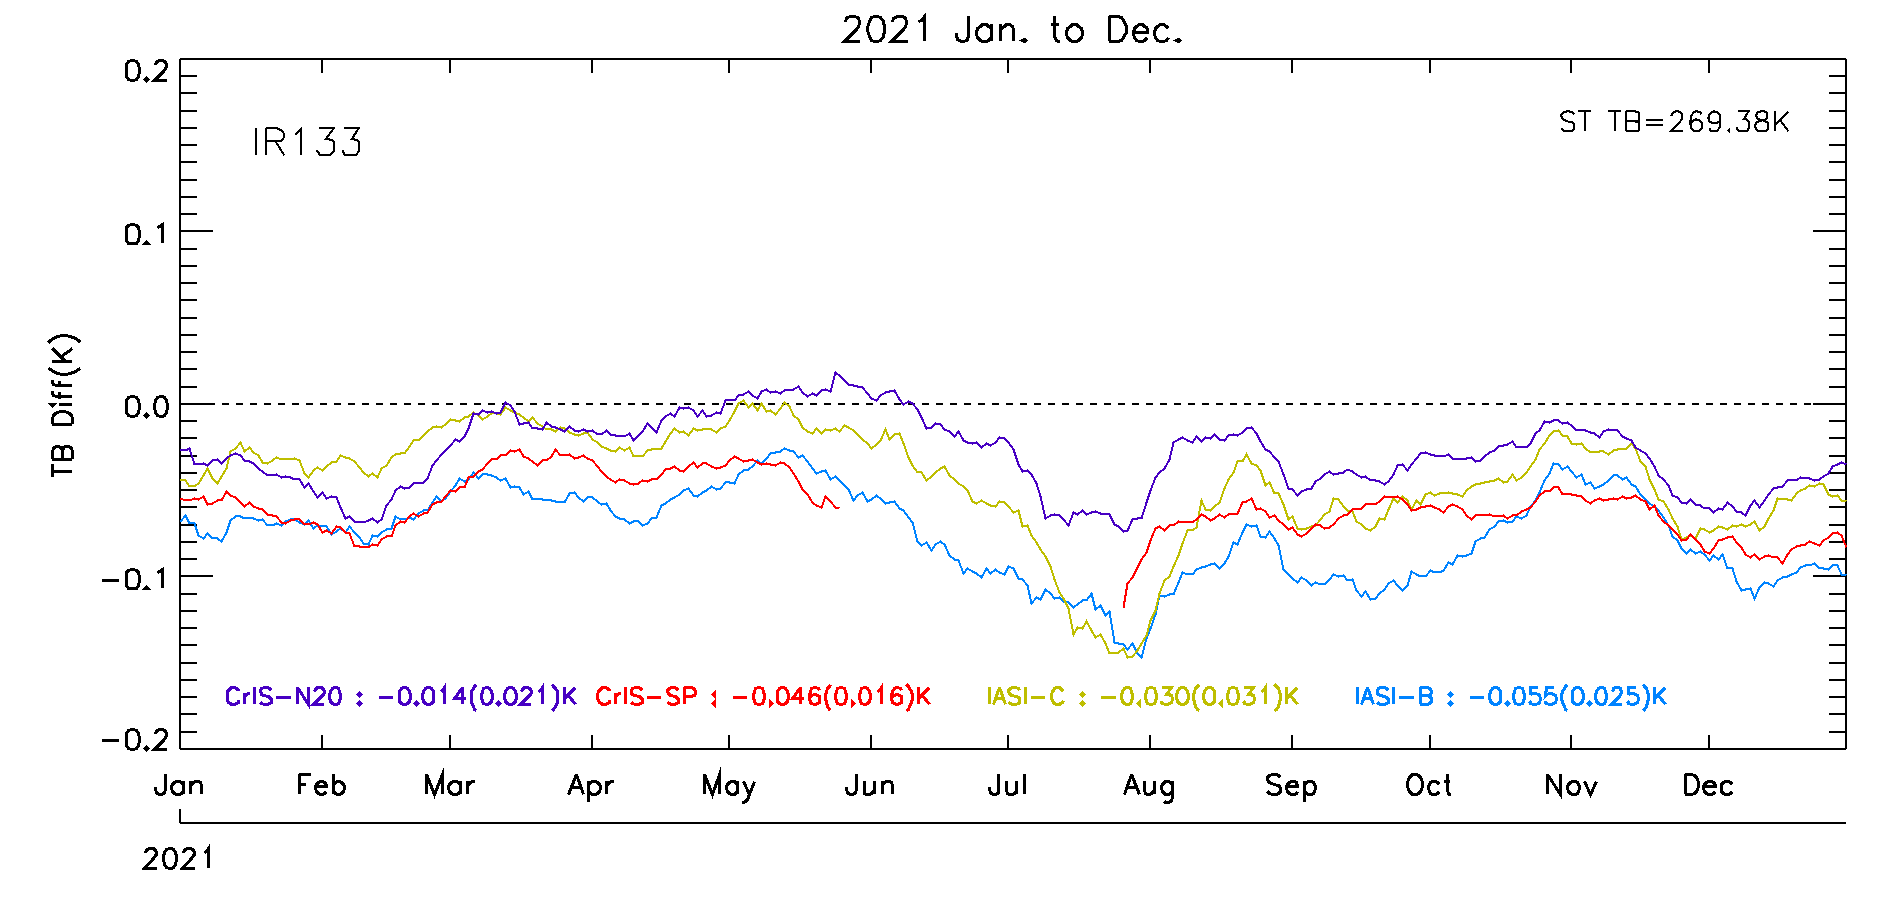 2021 Jan. to Dec.
0.2
IR133
ST TB=269.38K
0.1
TB Diff(K)
0.0
-0.1
CrIS-N20 : -0.014(0.021)K CrIS-SP : -0.046(0.016)K IASI-C : -0.030(0.031)K IASI-B : -0.055(0.025)K
-0.2
Jan Feb Mar Apr May Jun Jul Aug Sep Oct Nov Dec
2021